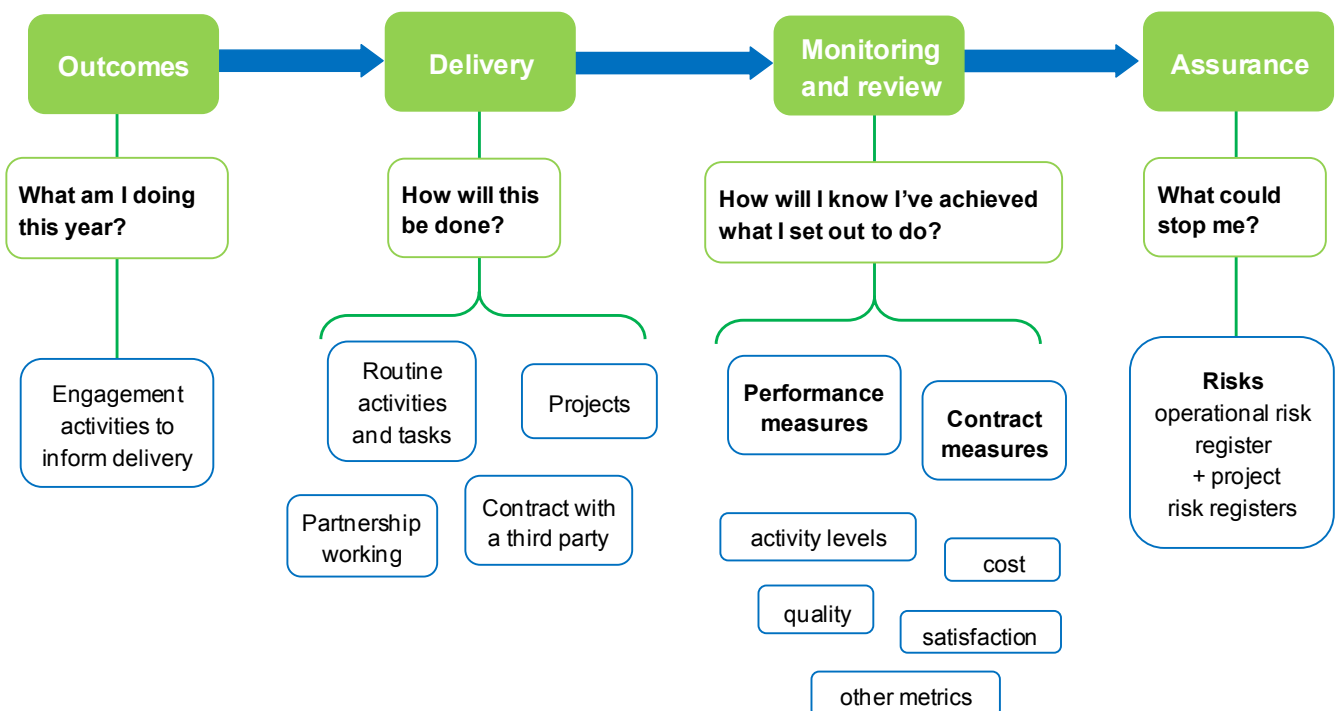 Outcomes
Delivery
Monitoring
and review
Assurance
What am I doing
this year?
How will this
be done?
How will I know I’ve achieved
what I set out to do?
What could
stop me?
Engagement
activities to
inform delivery
Routine
activities
and tasks
Projects
Partnership
working
Contract with
a third party
Performance
measures
Contract
measures
activity levels
cost
quality
satisfaction
other metrics
Risks
operational risk
register
+ project
risk registers